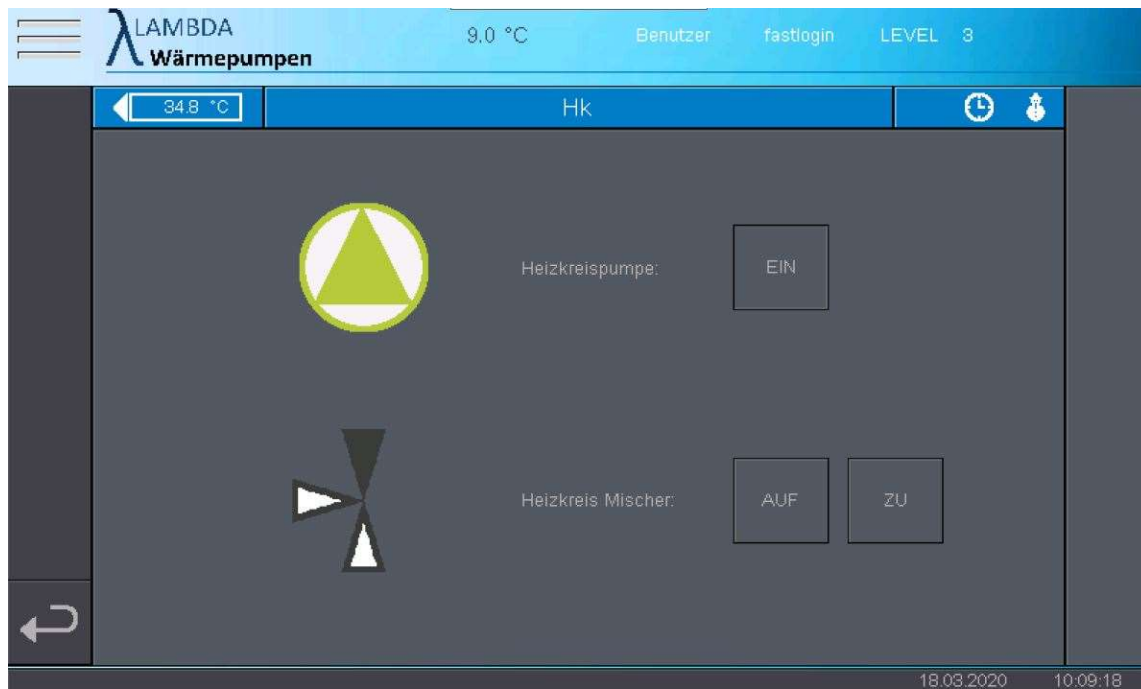 LAMBDA
Wärmepumpen
9.0 °C Benutzer fastlogin LEVEL 3
34.8 °C Hk
Heizkreispumpe: EIN
Heizkreis Mischer: AUF ZU
18.03.2020 10:09:18